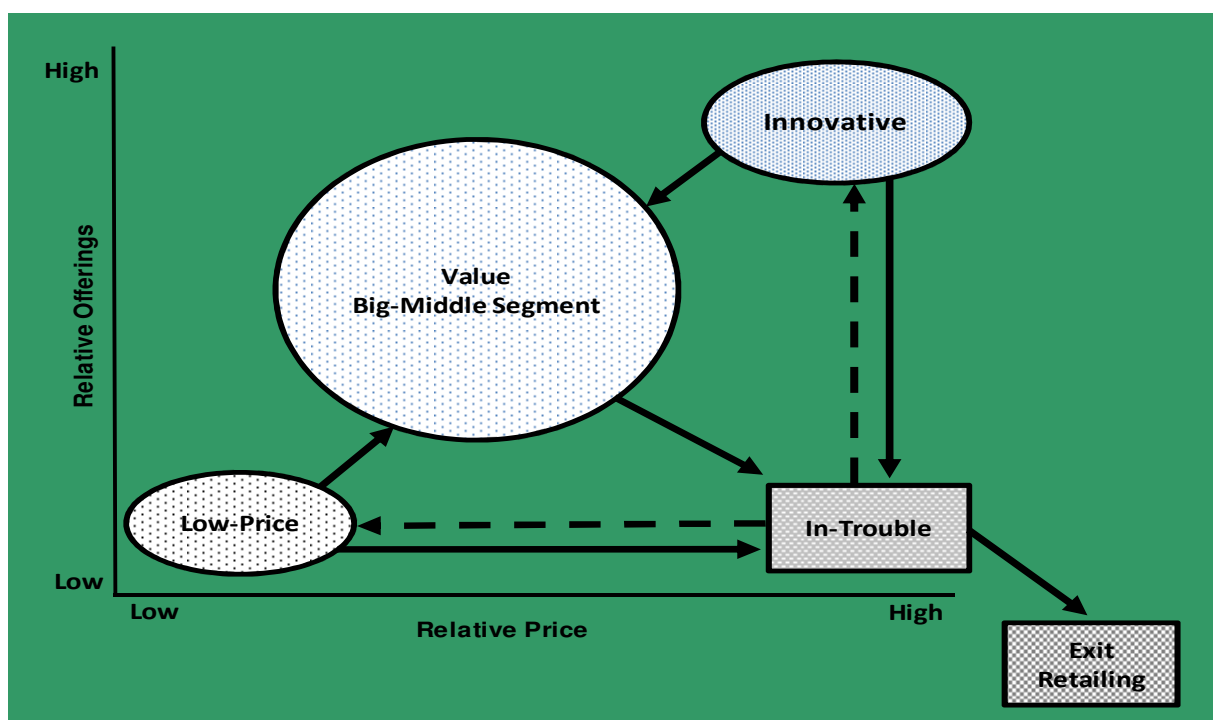 High
Innovative
Value
Big-Middle Segment
Relative Offerings
Low-Price
In-Trouble
Low
Low
High
Relative Price
Exit
Retailing